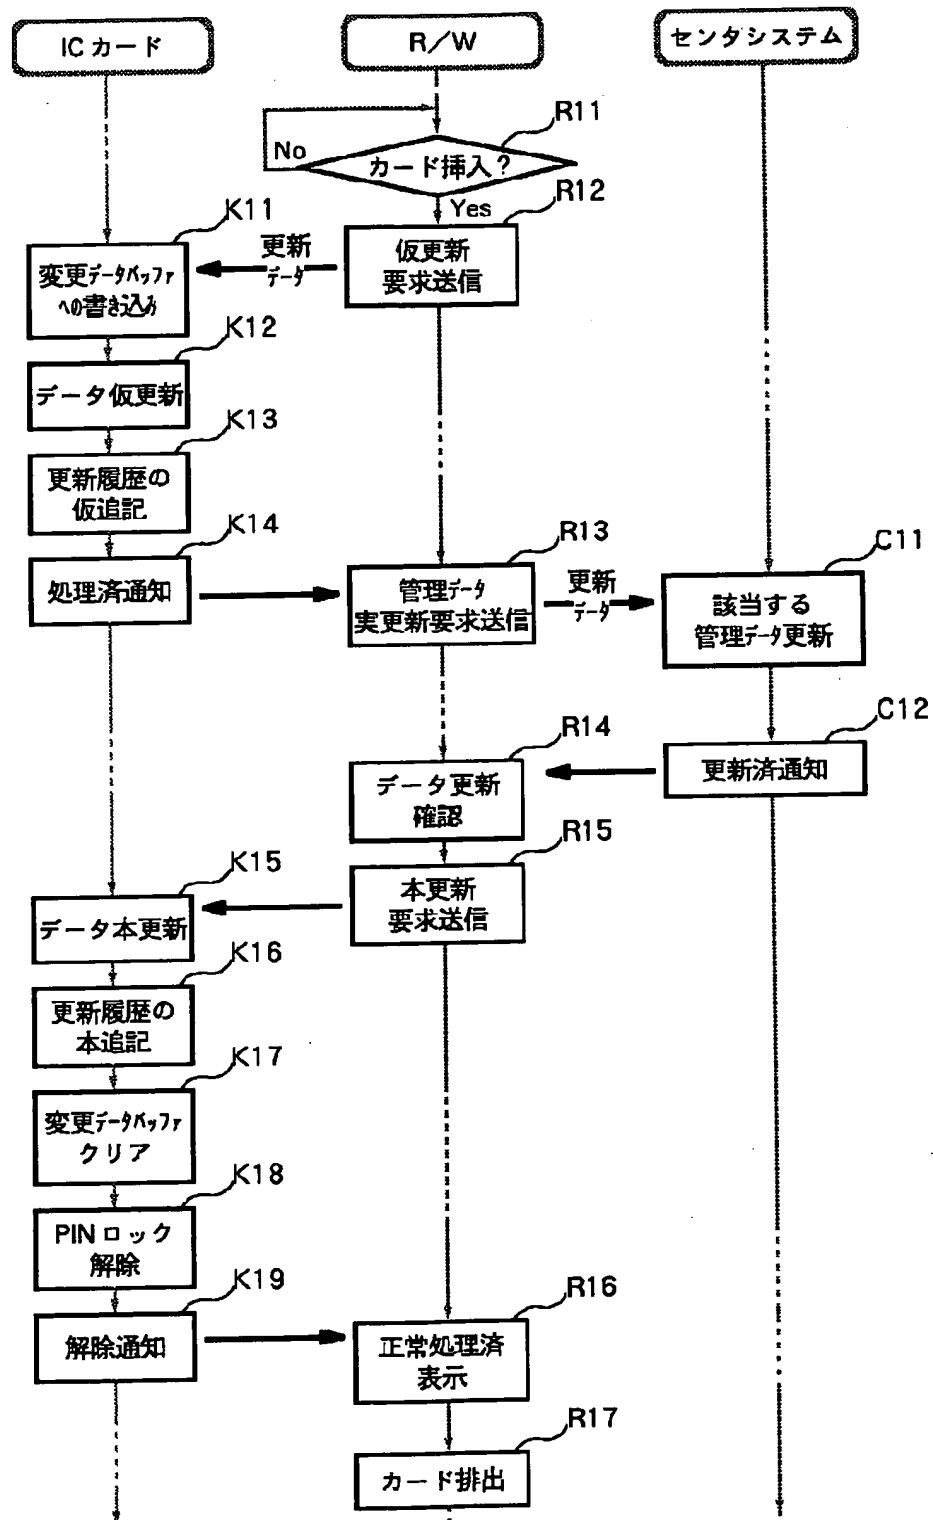 ICカード
R/W
センタシステム
R11
No
カード挿入?
Yes
R12
K11
仮更新
要求送信
更新
データ
変更データバッファ
への書き込み
K12
データ仮更新
K13
更新履歴の
仮追記
K14
処理済通知
R13
管理データ
実更新要求送信
更新
データ
C11
該当する
管理データ更新
C12
更新済通知
R14
データ更新
確認
R15
本更新
要求送信
K15
データ本更新
K16
更新履歴の
本追記
K17
変更データバッファ
クリア
K18
PINロック
解除
K19
解除通知
R16
正常処理済
表示
R17
カード排出